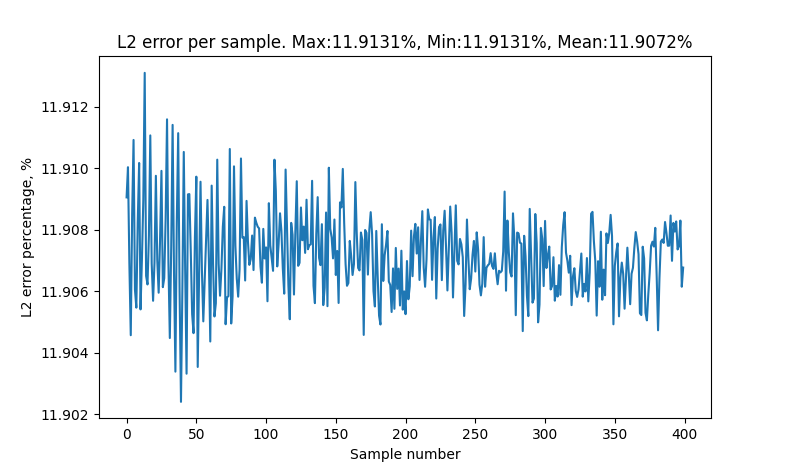 L2 error per sample. Max:11.9131%, Min:11.9131%, Mean:11.9072%
11.912
11.910
11.908
11.906
11.904
11.902
L2 error percentage, %
0 50 100 150 200 250 300 350 400
Sample number